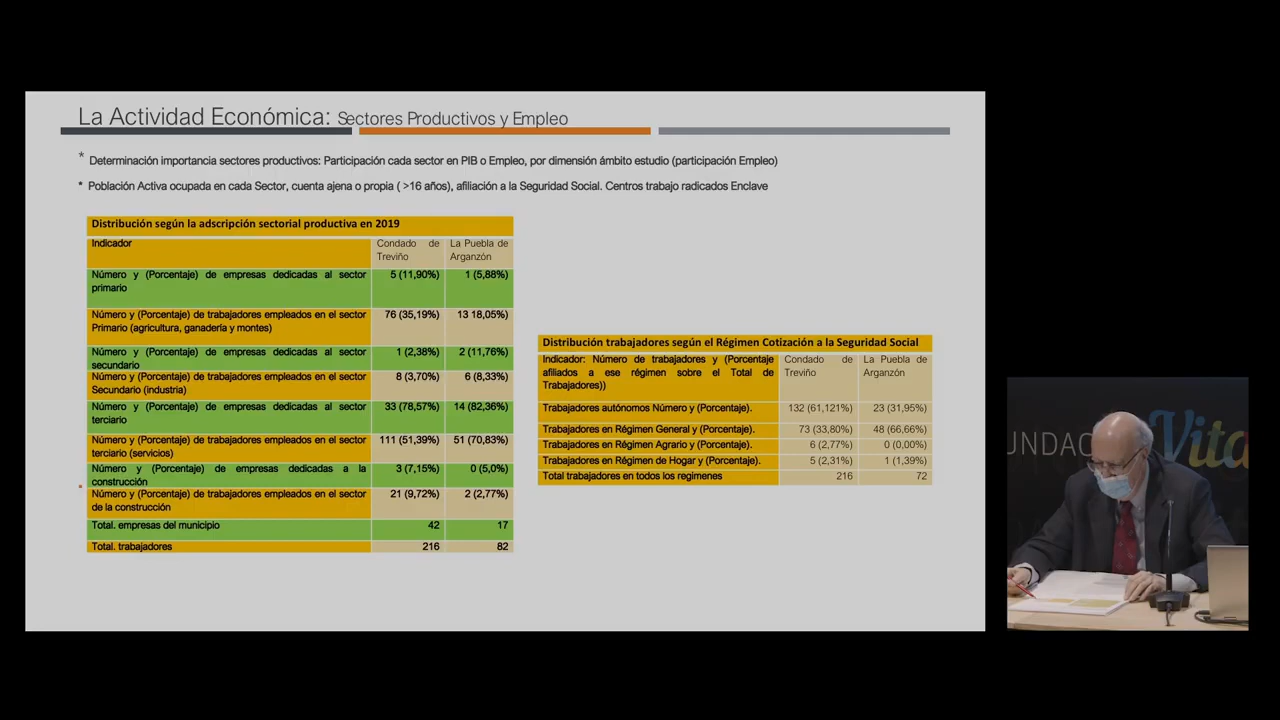 La Actividad Económica: Sectores Productivos y Empleo
* Determinación importancia sectores productivos: Participación cada sector en PIB o Empleo, por dimensión ámbito estudio (participación Empleo)
* Población Activa ocupada en cada Sector, cuenta ajena o propia ( >16 años), afiliación a la Seguridad Social. Centros trabajo radicados Enclave
Distribución según la adscripción sectorial productiva en 2019
Indicador
Condado de
Treviño
La Puebla de
Arganzón
Número y (Porcentaje) de empresas dedicadas al sector
primario
5 (11,90%)
1 (5,88%)
Número y (Porcentaje) de trabajadores empleados en el sector
Primario (agricultura, ganadería y montes)
76 (35,19%)
13 18,05%)
Número y (Porcentaje) de empresas dedicadas al sector
secundario
1 (2,38%)
2 (11,76%)
Número y (Porcentaje) de trabajadores empleados en el sector
Secundario (industria)
8 (3,70%)
6 (8,33%)
Número y (Porcentaje) de empresas dedicadas al sector
terciario
33 (78,57%)
14 (82,36%)
Número y (Porcentaje) de trabajadores empleados en el sector
terciario (servicios)
111 (51,39%)
51 (70,83%)
Número y (Porcentaje) de empresas dedicadas a la
construcción
3 (7,15%)
0 (5,0%)
Número y (Porcentaje) de trabajadores empleados en el sector
de la construcción
21 (9,72%)
2 (2,77%)
Total. empresas del municipio
42
17
Total. trabajadores
216
82
Distribución trabajadores según el Régimen Cotización a la Seguridad Social
Indicador: Número de trabajadores y (Porcentaje
afiliados a ese régimen sobre el Total de
Trabajadores))
Condado de
Treviño
La Puebla de
Arganzón
Trabajadores autónomos Número y (Porcentaje).
132 (61,121%)
23 (31,95%)
Trabajadores en Régimen General y (Porcentaje).
73 (33,80%)
48 (66,66%)
Trabajadores en Régimen Agrario y (Porcentaje).
6 (2,77%)
0 (0,00%)
Trabajadores en Régimen de Hogar y (Porcentaje).
5 (2,31%)
1 (1,39%)
Total trabajadores en todos los regimenes
216
72
UNDAC
Vita